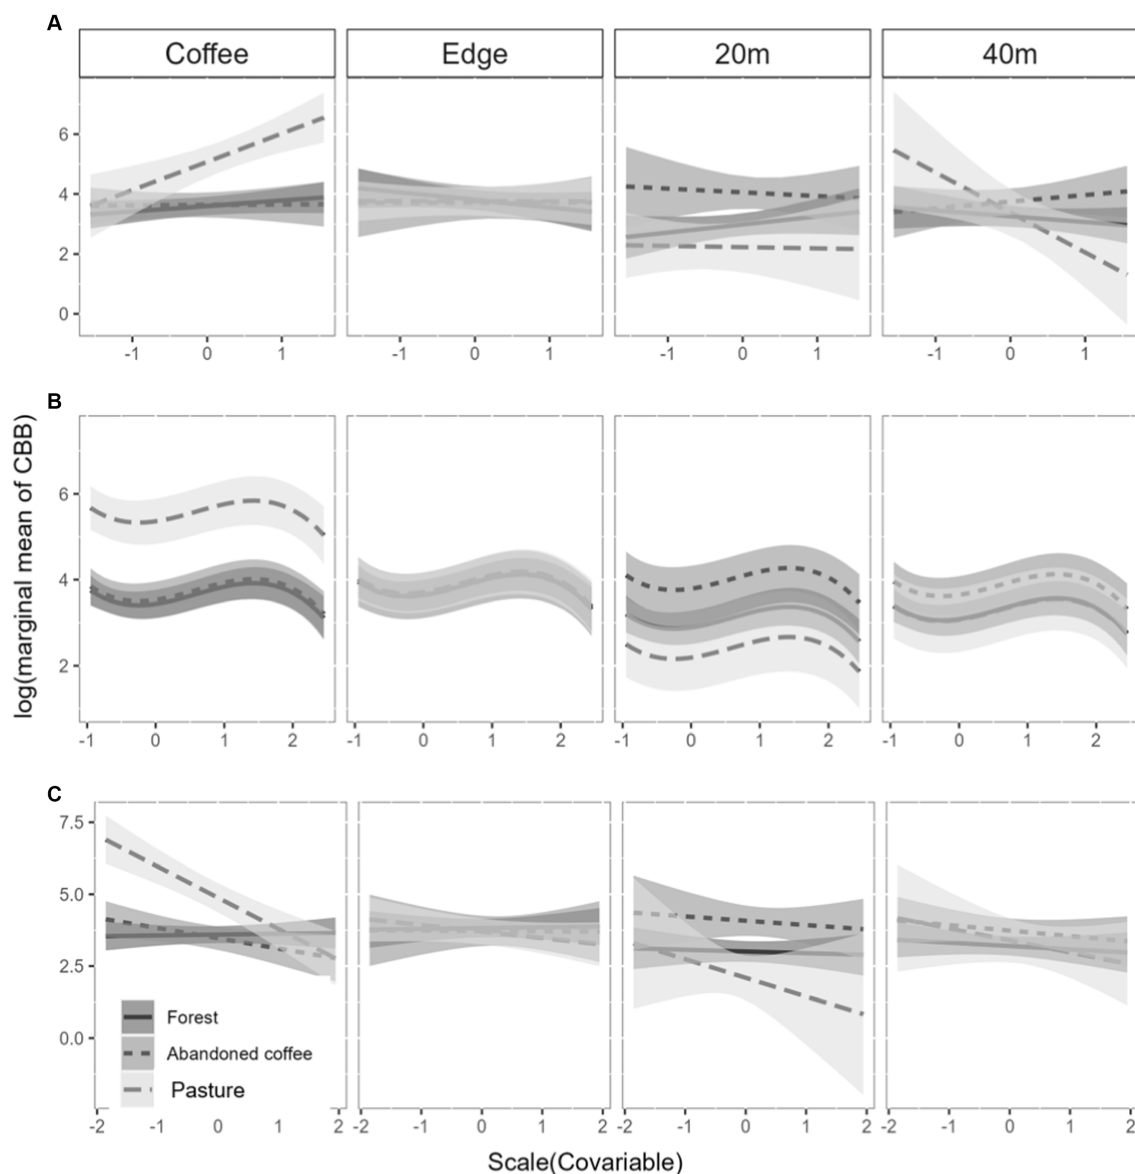 A
Coffee Edge 20m 40m
6
4
2
0
-1 0 1 -1 0 1 -1 0 1 -1 0 1
B
log(marginal mean of CBB)
6
4
2
-1 0 1 2 -1 0 1 2 -1 0 1 2 -1 0 1 2
C
7.5
5.0
2.5
0.0
Forest
Abandoned coffee
Pasture
-2 -1 0 1 2 -2 -1 0 1 2 -2 -1 0 1 2 -2 -1 0 1 2
Scale(Covariable)